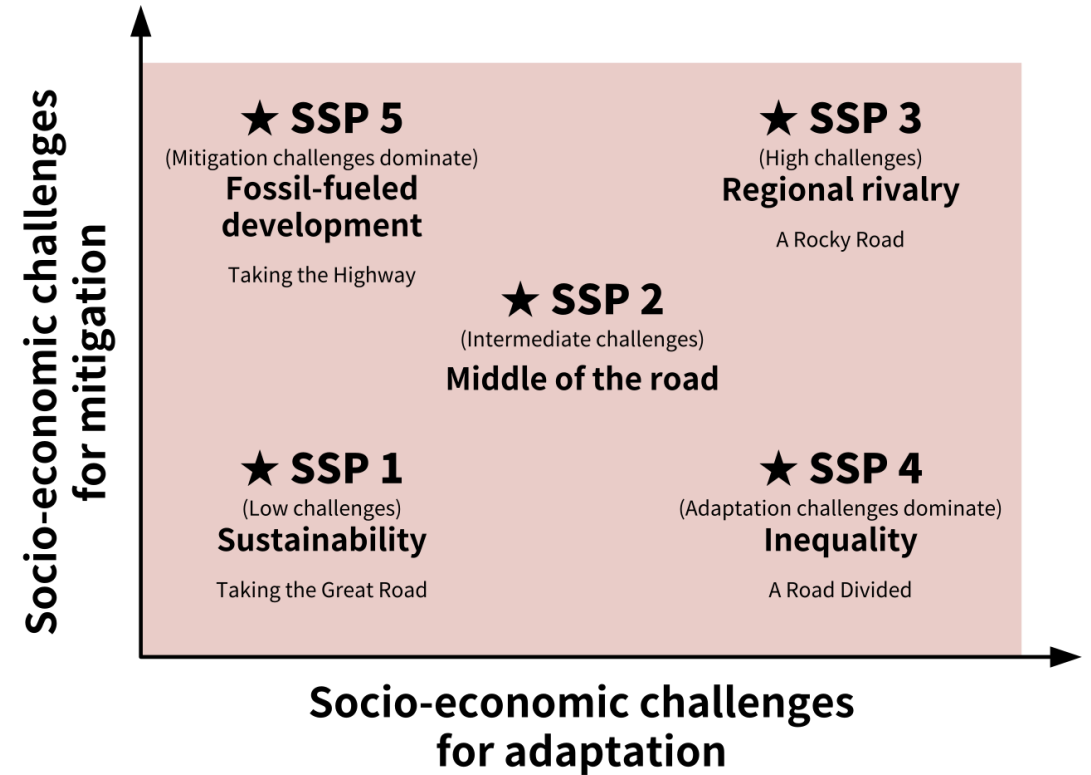 Socio-economic challenges
for mitigation
★ SSP 5
(Mitigation challenges dominate)
Fossil-fueled
development
Taking the Highway
★ SSP 3
(High challenges)
Regional rivalry
A Rocky Road
★ SSP 2
(Intermediate challenges)
Middle of the road
★ SSP 1
(Low challenges)
Sustainability
Taking the Great Road
★ SSP 4
(Adaptation challenges dominate)
Inequality
A Road Divided
Socio-economic challenges
for adaptation